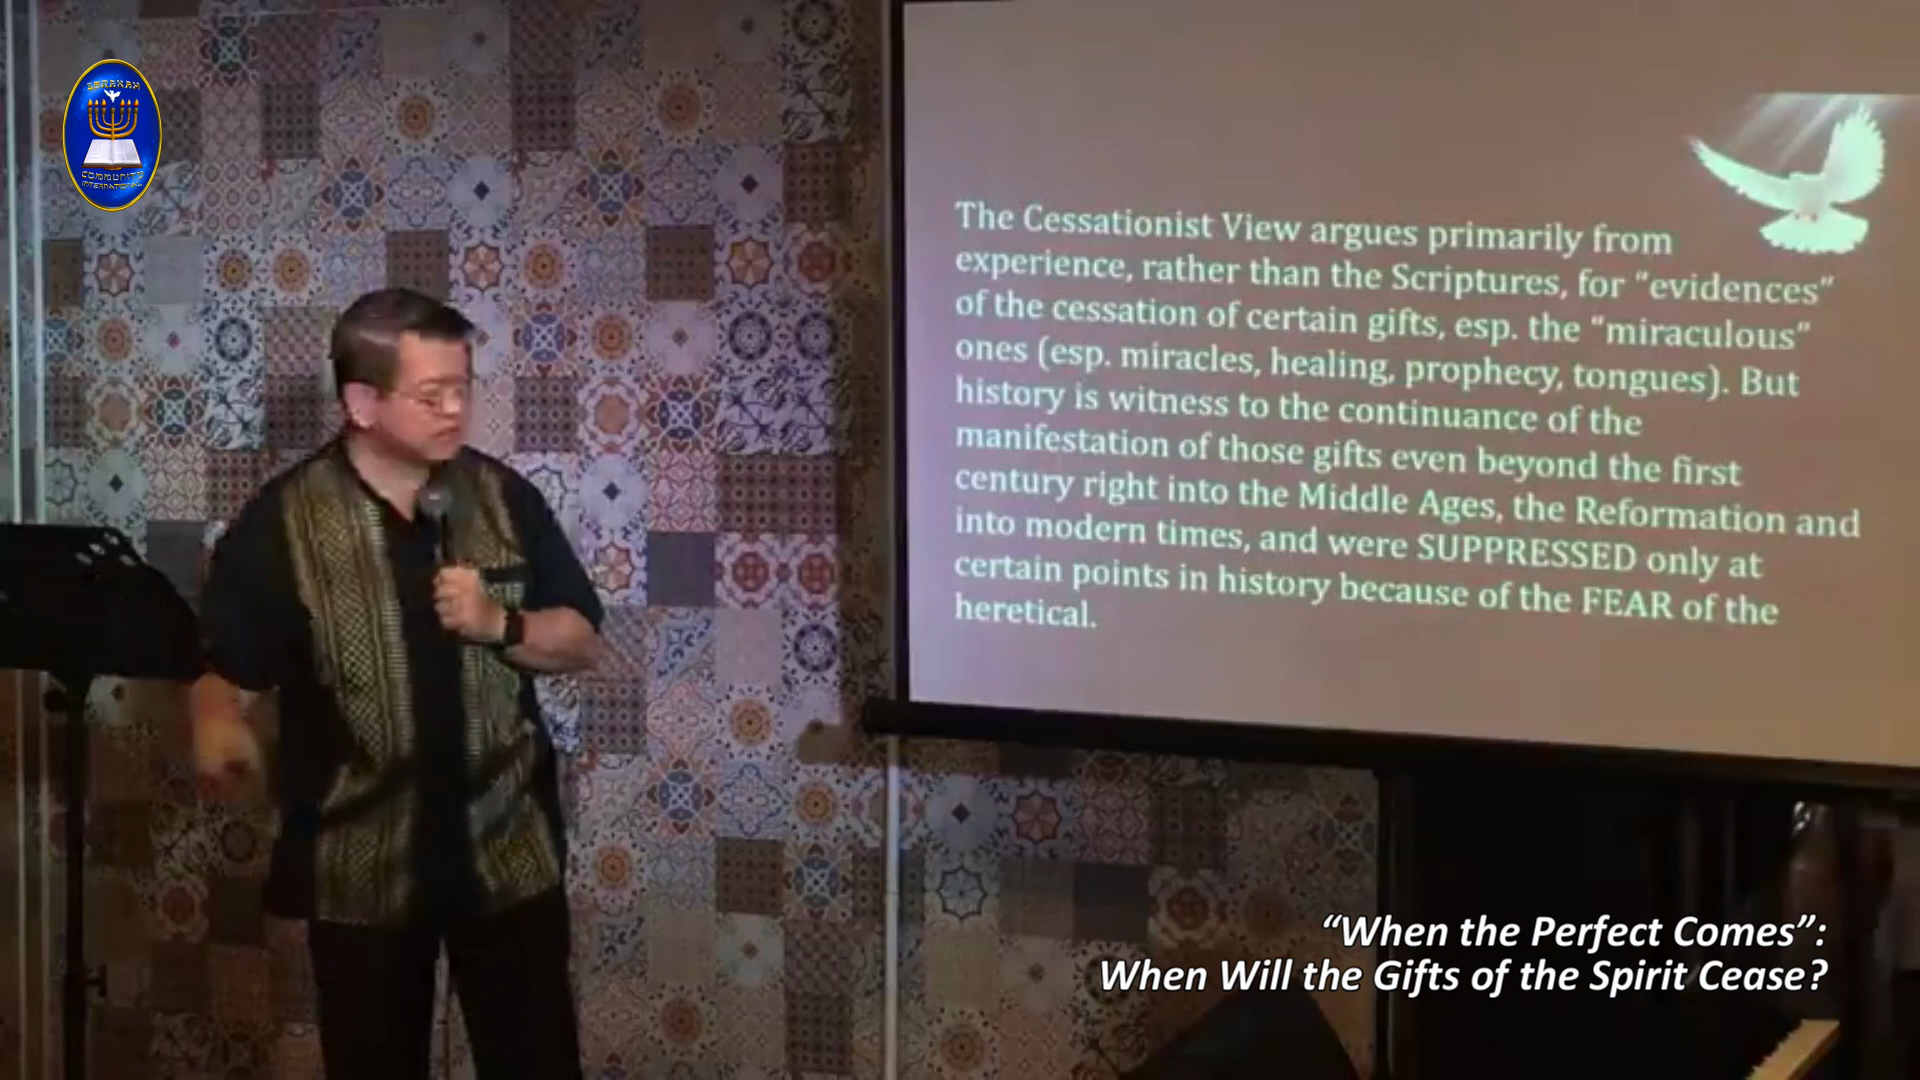 BERAKAH
COMMUNITY
INTERNATIONAL
The Cessationist View argues primarily from
experience, rather than the Scriptures, for “evidences”
of the cessation of certain gifts, esp. the “miraculous”
ones (esp. miracles, healing, prophecy, tongues). But
history is witness to the continuance of the
manifestation of those gifts even beyond the first
century right into the Middle Ages, the Reformation and
into modern times, and were SUPPRESSED only at
certain points in history because of the FEAR of the
heretical.
“When the Perfect Comes”:
When Will the Gifts of the Spirit Cease?